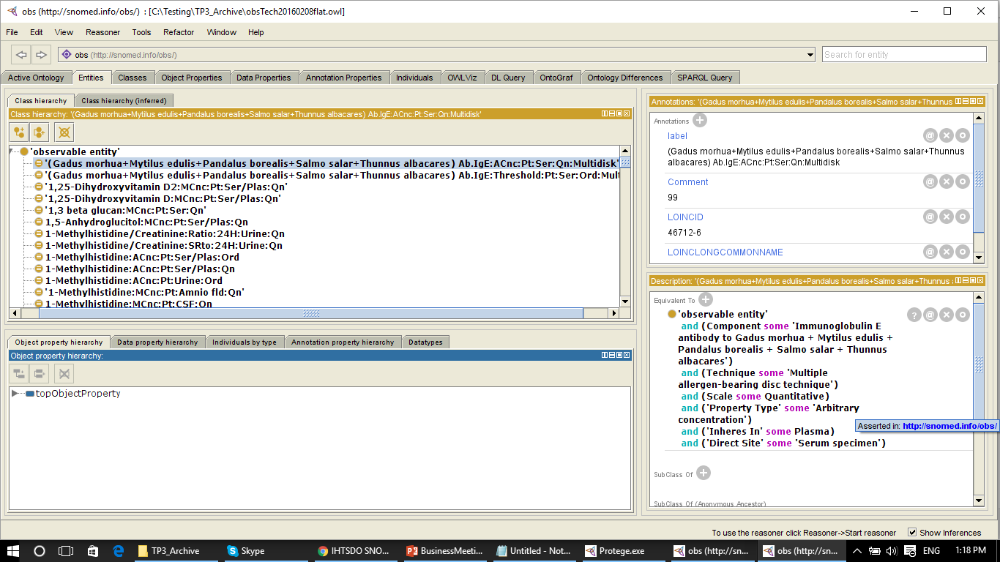 obs (http://snomed.info/obs/)  : [C:\Testing\TP3_Archive\obsTech20160208flat.owl]
File Edit View Reasoner Tools Refactor Window Help
obs (http://snomed.info/obs/)
Search for entity
Active Ontology Entities Classes Object Properties Data Properties Annotation Properties Individuals OWLViz DL Query OntoGraf Ontology Differences SPARQL Query
Class hierarchy Class hierarchy (inferred)
Class hierarchy: '(Gadus morhua+Mytilus edulis+Pandalus borealis+Salmo salar+Thunnus albacares) Ab.IgE:ACnc:Pt:Ser:Qn:Multidisk'
'observable entity'
'(Gadus morhua+Mytilus edulis+Pandalus borealis+Salmo salar+Thunnus albacares) Ab.IgE:ACnc:Pt:Ser:Qn:Multidisk'
'(Gadus morhua+Mytilus edulis+Pandalus borealis+Salmo salar+Thunnus albacares) Ab.IgE:Threshold:Pt:Ser:Ord:Mult
'1,25-Dihydroxyvitamin D2:MCnc:Pt:Ser/Plas:Qn'
'1,25-Dihydroxyvitamin D:MCnc:Pt:Ser/Plas:Qn'
'1,3 beta glucan:MCnc:Pt:Ser:Qn'
1,5-Anhydroglucitol:MCnc:Pt:Ser/Plas:Qn
1-Methylhistidine/Creatinine:Ratio:24H:Urine:Qn
1-Methylhistidine/Creatinine:SRto:24H:Urine:Qn
1-Methylhistidine:ACnc:Pt:Ser/Plas:Ord
1-Methylhistidine:ACnc:Pt:Ser/Plas:Qn
1-Methylhistidine:ACnc:Pt:Urine:Ord
'1-Methylhistidine:MCnc:Pt:Amnio fld:Qn'
1-Methylhistidine:MCnc:Pt:CSF:Qn
Object property hierarchy Data property hierarchy Individuals by type Annotation property hierarchy Datatypes
Object property hierarchy:
topObjectProperty
Annotations: '(Gadus morhua+Mytilus edulis+Pandalus borealis+Salmo salar+Thunnus
Annotations
label
(Gadus morhua+Mytilus edulis+Pandalus borealis+Salmo salar+Thunnus
albacares) Ab.IgE:ACnc:Pt:Ser:Qn:Multidisk
Comment
99
LOINCID
46712-6
LOINCLONGCOMMONNAME
Description: '(Gadus morhua+Mytilus edulis+Pandalus borealis+Salmo salar+Thunnus a
Equivalent To
'observable entity'
and (Component some 'Immunoglobulin E
antibody to Gadus morhua + Mytilus edulis +
Pandalus borealis + Salmo salar + Thunnus
albacares')
and (Technique some 'Multiple
allergen-bearing disc technique')
and (Scale some Quantitative)
and ('Property Type' some 'Arbitrary
concentration')
and ('Inheres In' some Plasma)
and ('Direct Site' some 'Serum specimen')
Asserted in: http://snomed.info/obs/
SubClass Of
SubClass Of (Anonymous Ancestor)
To use the reasoner click Reasoner->Start reasoner Show Inferences
TP3_Archive Skype IHTSDO SNO... BusinessMeeti... Untitled - Not... Protege.exe obs (http://sn... obs (http://sn... ENG 1:18 PM